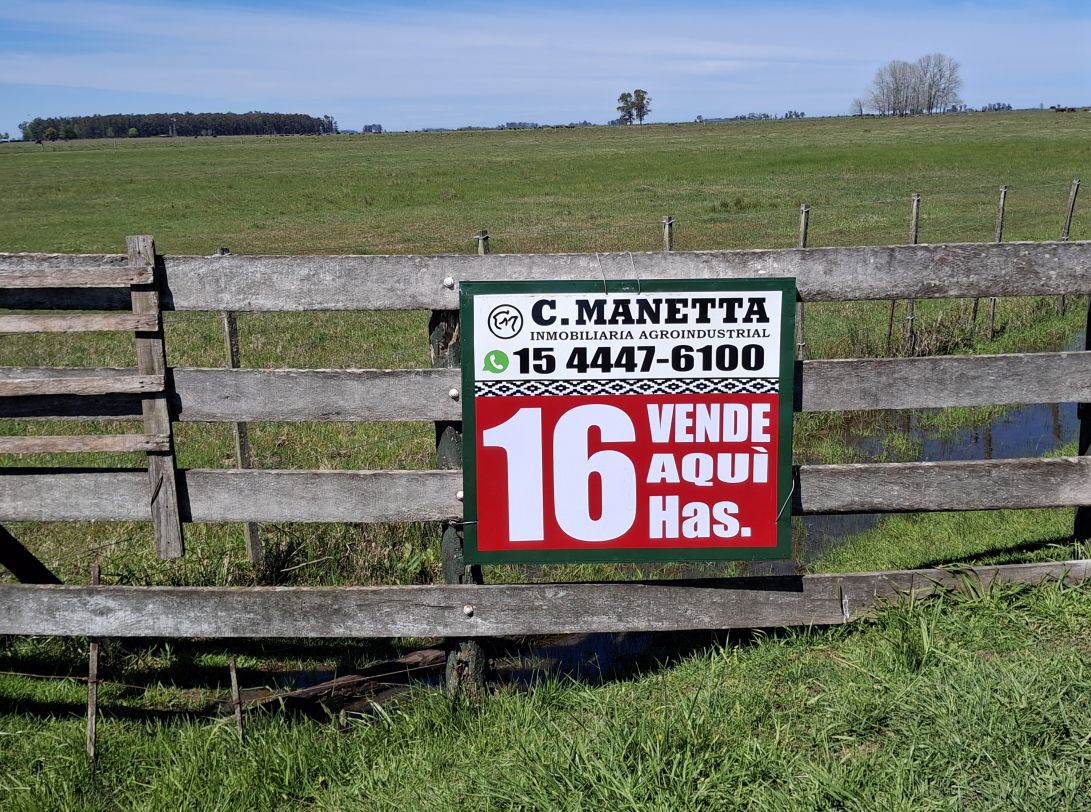 C. MANETTA
INMOBILIARIA AGROINDUSTRIAL
15 4447-6100
16 VENDE
AQUÌ
Has.